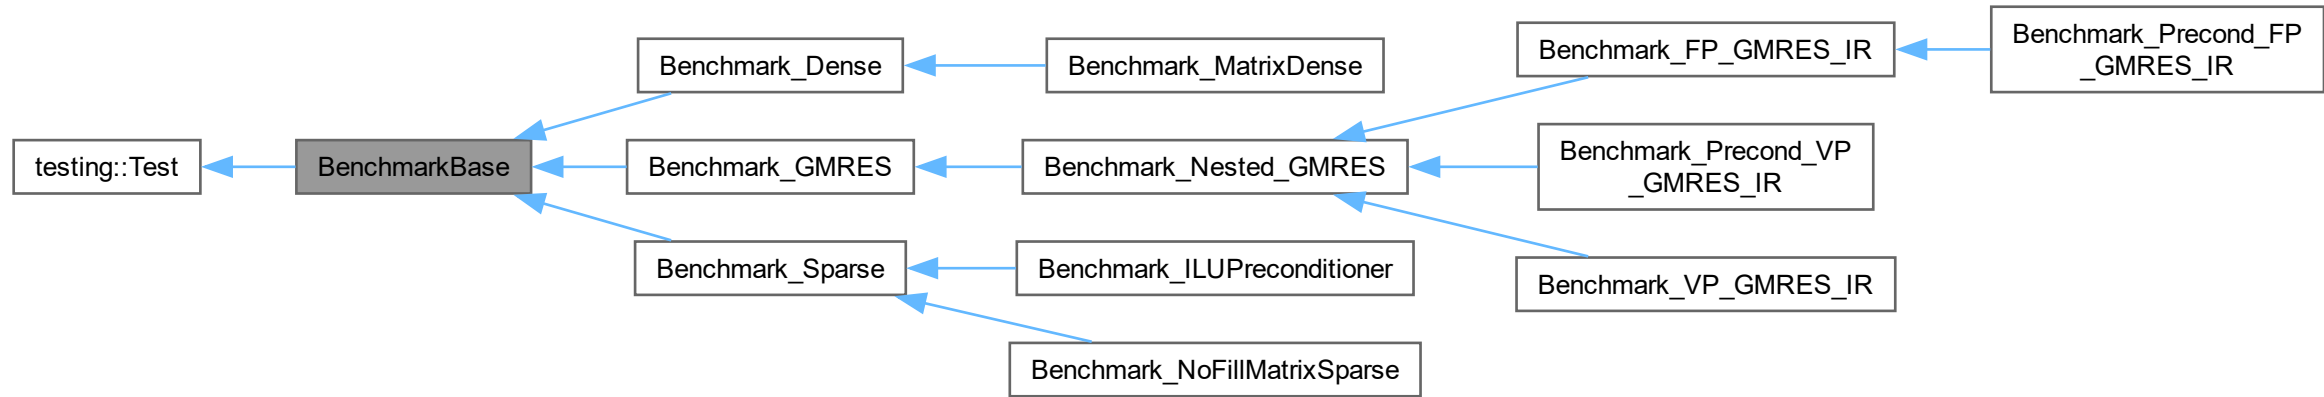 testing::Test
BenchmarkBase
Benchmark_Dense
Benchmark_MatrixDense
Benchmark_GMRES
Benchmark_Nested_GMRES
Benchmark_FP_GMRES_IR
Benchmark_Precond_FP
_GMRES_IR
Benchmark_Precond_VP
_GMRES_IR
Benchmark_VP_GMRES_IR
Benchmark_Sparse
Benchmark_ILUPreconditioner
Benchmark_NoFillMatrixSparse